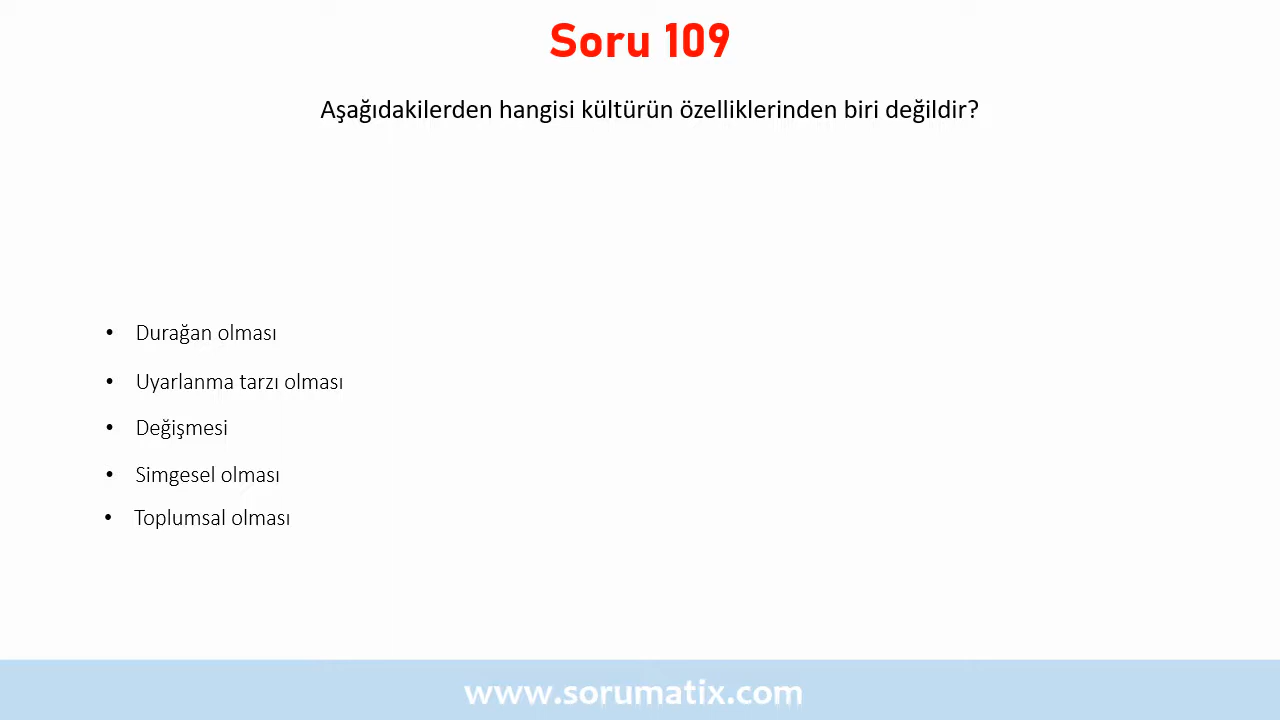 Soru 109
Aşağıdakilerden hangisi kültürün özelliklerinden biri değildir?
• Durağan olması
• Uyarlanma tarzı olması
• Değişmesi
• Simgesel olması
• Toplumsal olması
www.sorumatix.com